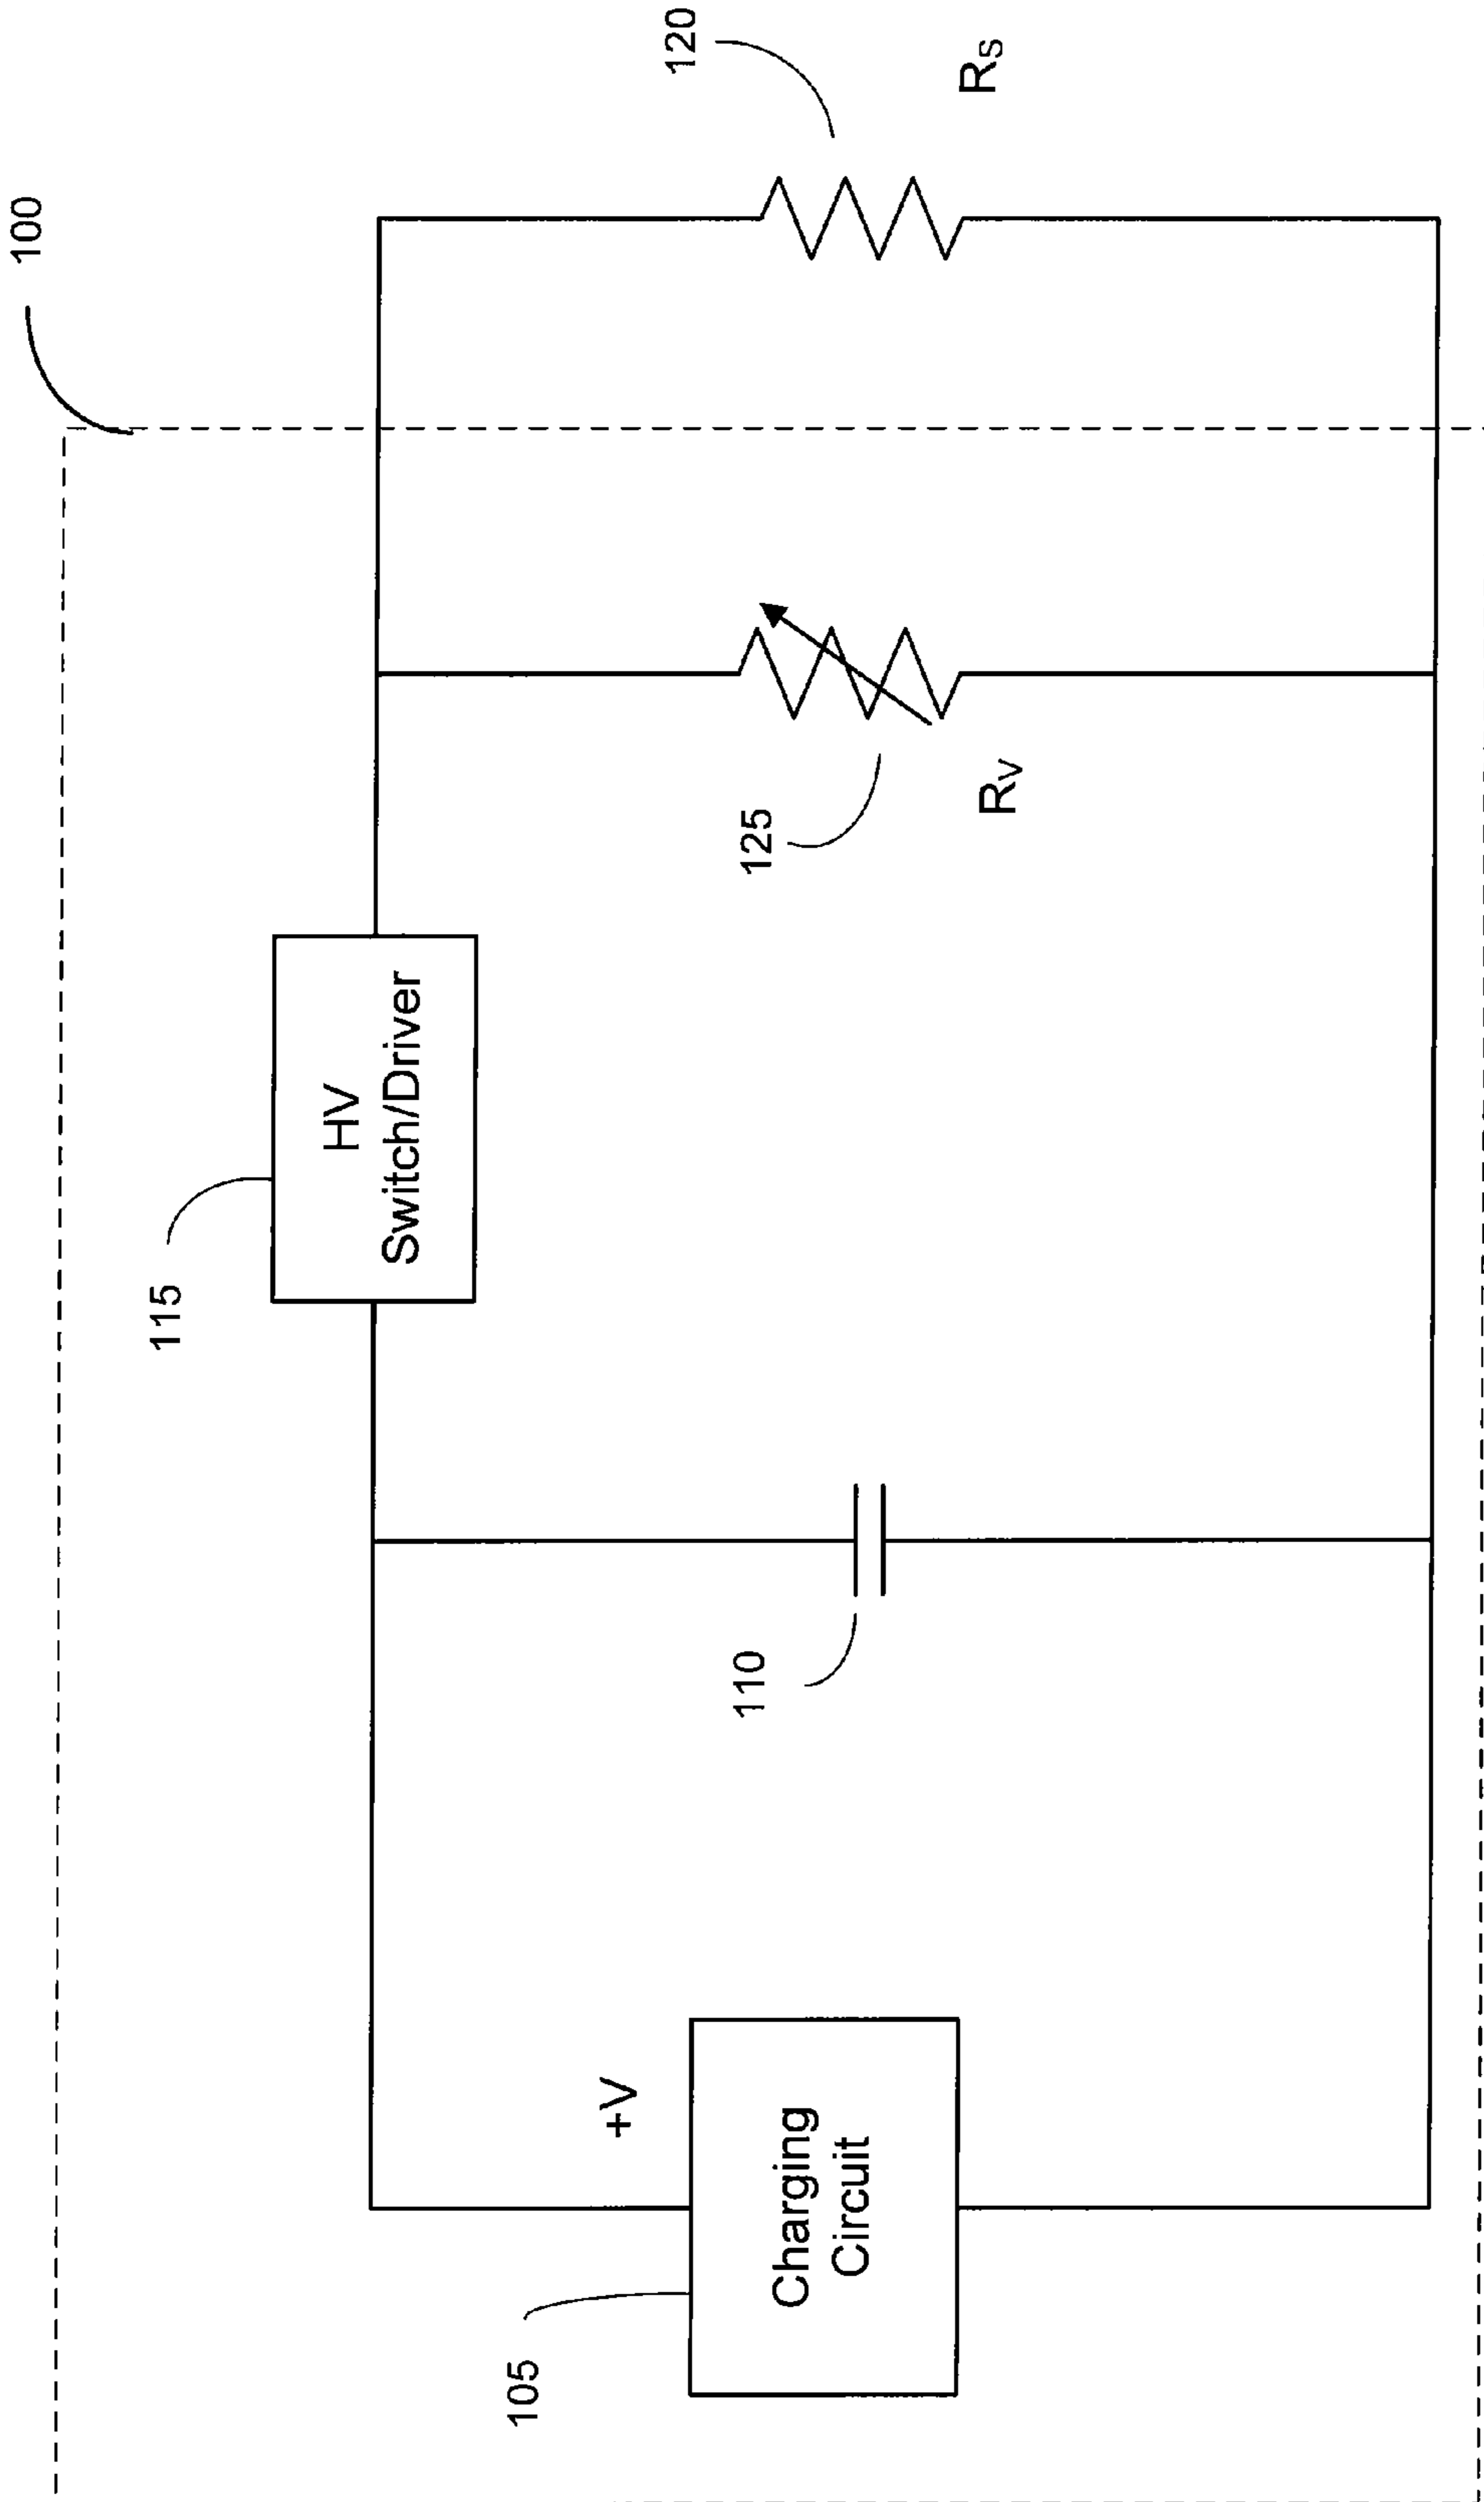 100
115
HV
Switch/Driver
105
+V
Charging
Circuit
110
125
RV
120
RS